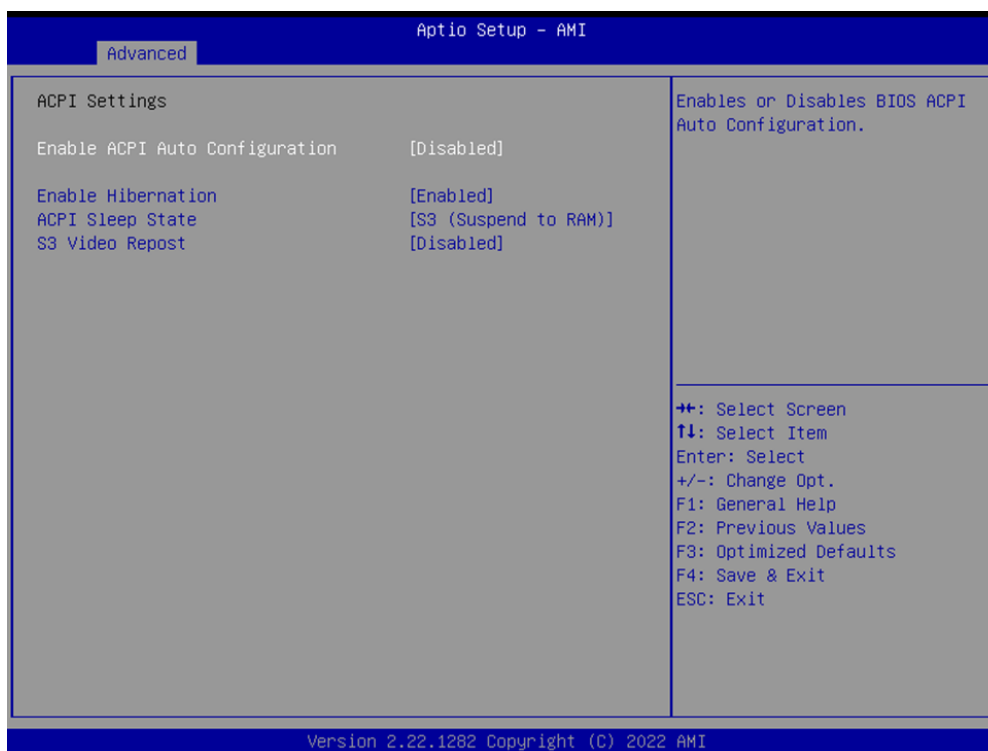 Aptio Setup – AMI
Advanced
ACPI Settings
Enable ACPI Auto Configuration [Disabled]
Enable Hibernation [Enabled]
ACPI Sleep State [S3 (Suspend to RAM)]
S3 Video Repost [Disabled]
Enables or Disables BIOS ACPI
Auto Configuration.
→←: Select Screen
↑↓: Select Item
Enter: Select
+/-: Change Opt.
F1: General Help
F2: Previous Values
F3: Optimized Defaults
F4: Save & Exit
ESC: Exit
Version 2.22.1282 Copyright (C) 2022 AMI